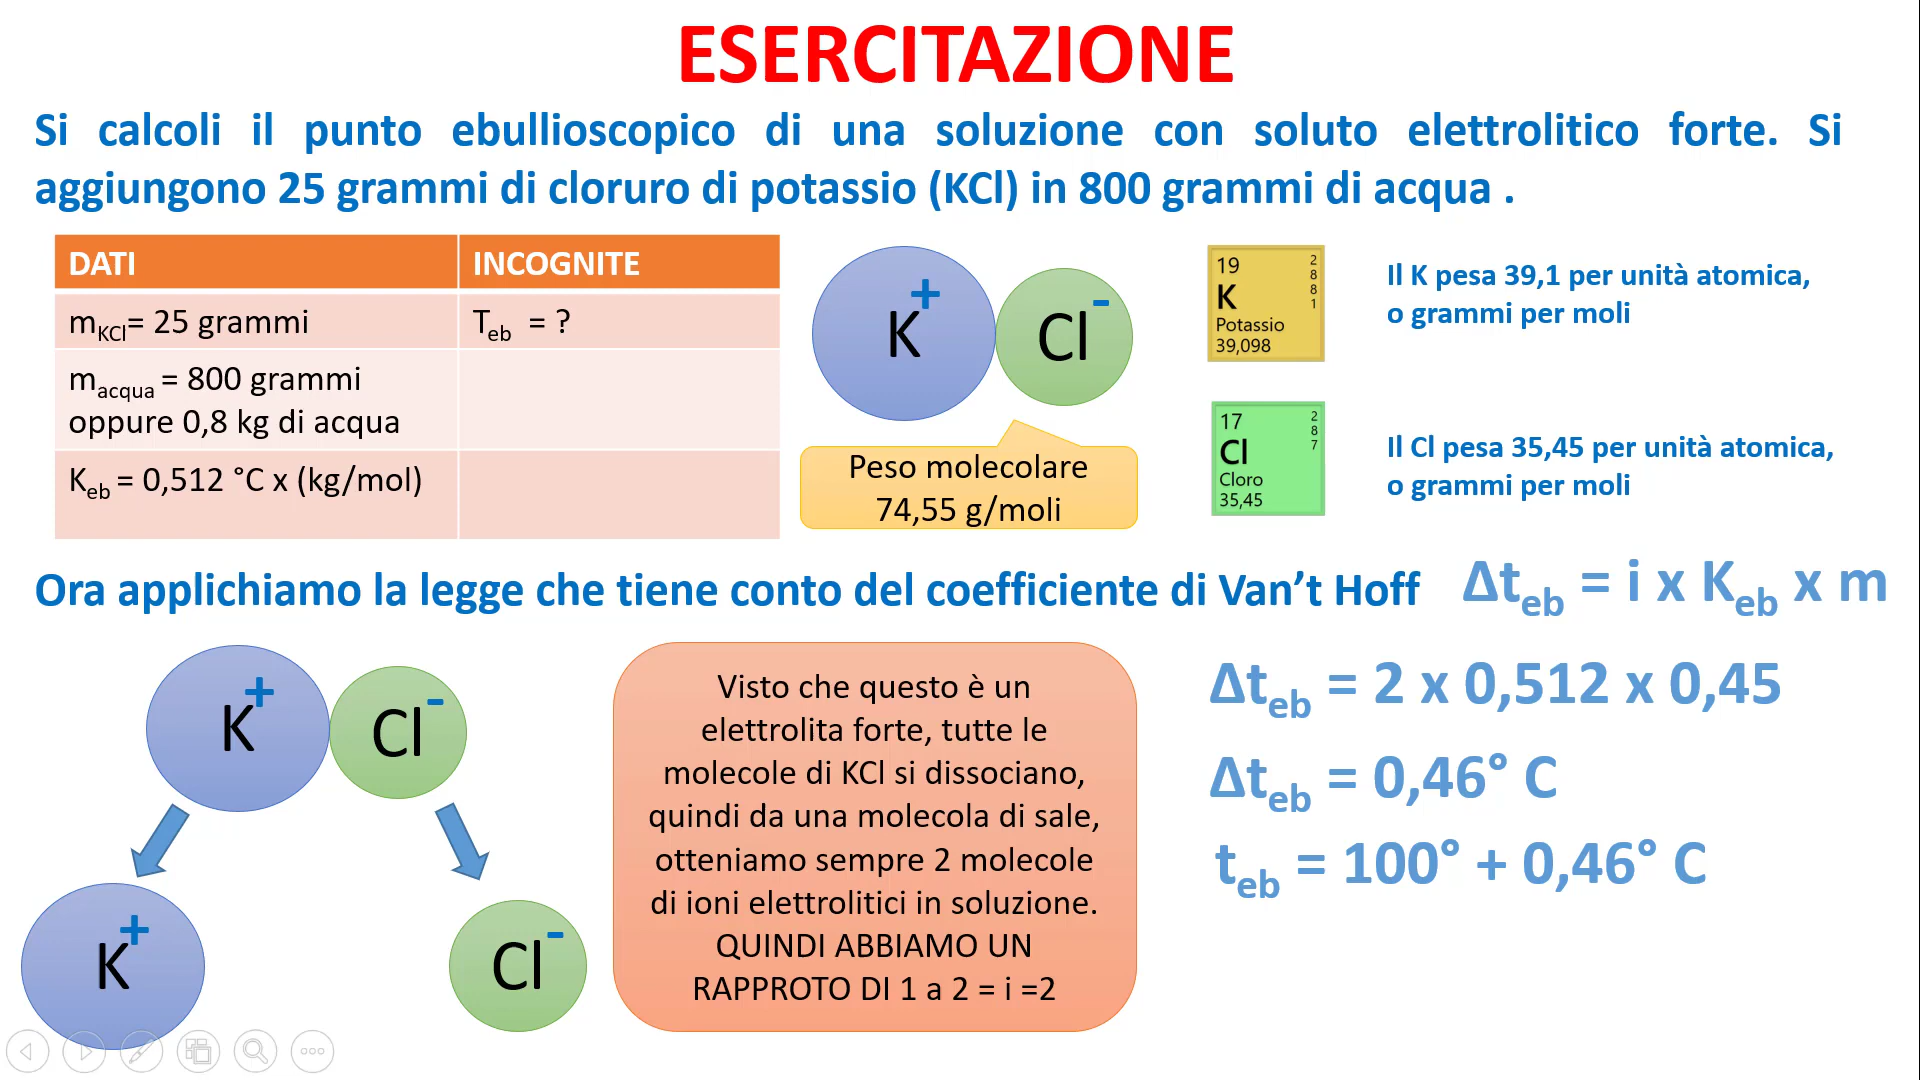 ESERCITAZIONE
Si calcoli il punto ebullioscopico di una soluzione con soluto elettrolitico forte. Si
aggiungono 25 grammi di cloruro di potassio (KCl) in 800 grammi di acqua .
DATI
INCOGNITE
mKCl= 25 grammi
Teb = ?
macqua = 800 grammi
oppure 0,8 kg di acqua
Keb = 0,512 °C x (kg/mol)
K+
Cl-
Peso molecolare
74,55 g/moli
19
2
8
8
1
K
Potassio
39,098
Il K pesa 39,1 per unità atomica,
o grammi per moli
17
2
8
7
Cl
Cloro
35,45
Il Cl pesa 35,45 per unità atomica,
o grammi per moli
Ora applichiamo la legge che tiene conto del coefficiente di Van’t Hoff
Δteb = i x Keb x m
K+
Cl-
K+
Cl-
Visto che questo è un
elettrolita forte, tutte le
molecole di KCl si dissociano,
quindi da una molecola di sale,
otteniamo sempre 2 molecole
di ioni elettrolitici in soluzione.
QUINDI ABBIAMO UN
RAPPROTO DI 1 a 2 = i =2
Δteb = 2 x 0,512 x 0,45
Δteb = 0,46° C
teb = 100° + 0,46° C